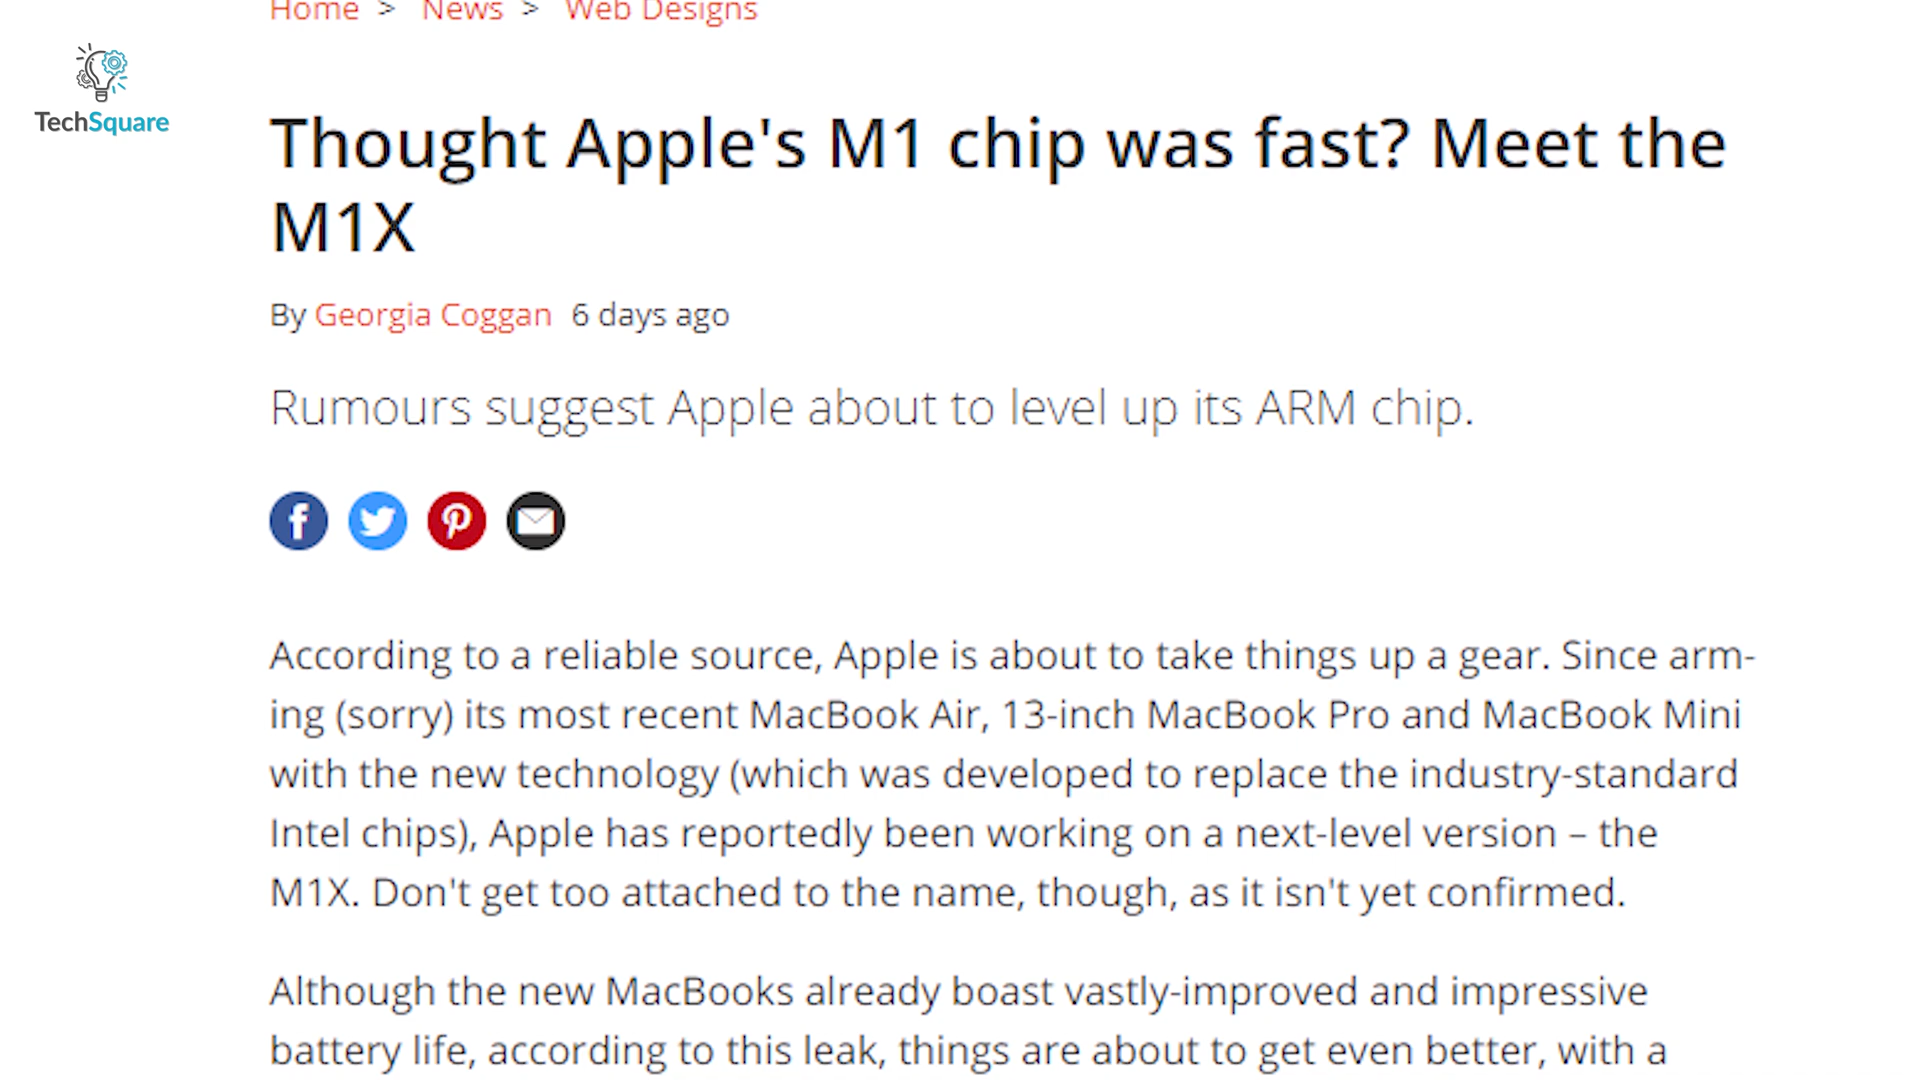 Home > News > Web Designs
TechSquare
Thought Apple's M1 chip was fast? Meet the
M1X
By Georgia Coggan 6 days ago
Rumours suggest Apple about to level up its ARM chip.
According to a reliable source, Apple is about to take things up a gear. Since arm-
ing (sorry) its most recent MacBook Air, 13-inch MacBook Pro and MacBook Mini
with the new technology (which was developed to replace the industry-standard
Intel chips), Apple has reportedly been working on a next-level version – the
M1X. Don't get too attached to the name, though, as it isn't yet confirmed.
Although the new MacBooks already boast vastly-improved and impressive
battery life, according to this leak, things are about to get even better, with a